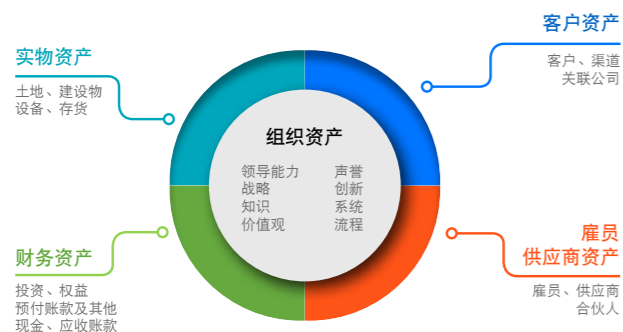 实物资产
土地、建设物
设备、存货
客户资产
客户、渠道
关联公司
组织资产
领导能力 声誉
战略 创新
知识 系统
价值观 流程
财务资产
投资、权益
预付账款及其他
现金、应收账款
雇员
供应商资产
雇员、供应商
合伙人